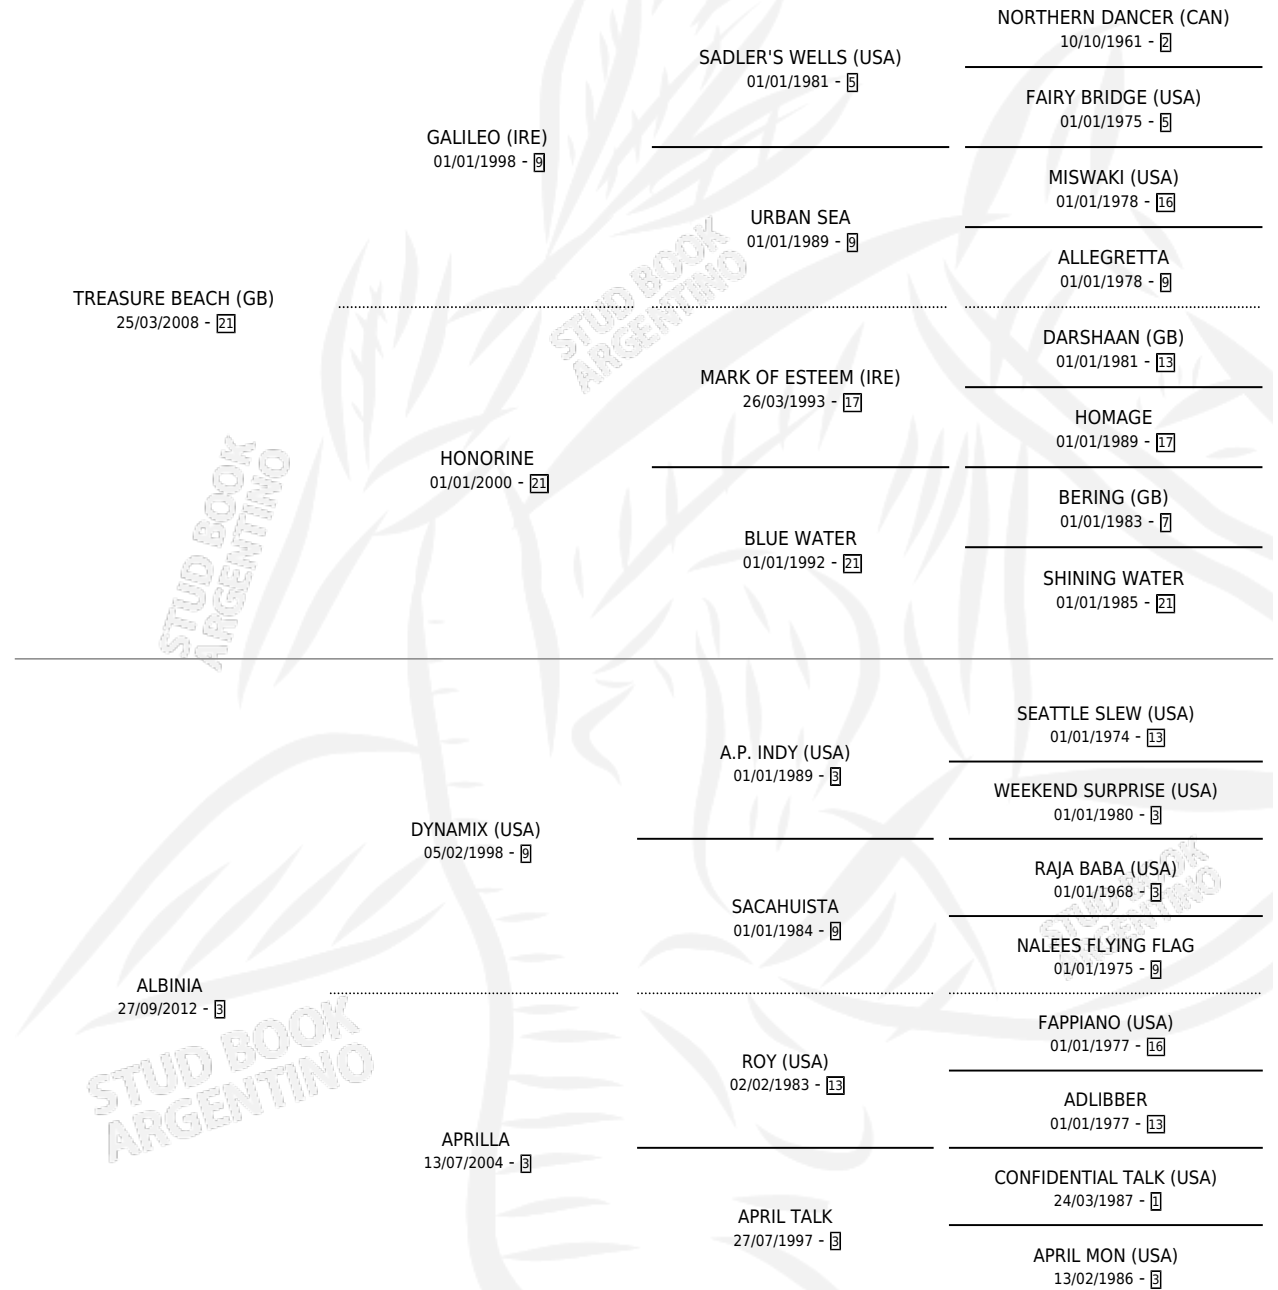 NORTHERN DANCER (CAN)
10/10/1961 - 2
SADLER'S WELLS (USA)
01/01/1981 - 5
FAIRY BRIDGE (USA)
01/01/1975 - 5
GALILEO (IRE)
01/01/1998 - 9
MISWAKI (USA)
01/01/1978 - 16
URBAN SEA
01/01/1989 - 9
ALLEGRETTA
01/01/1978 - 9
TREASURE BEACH (GB)
25/03/2008 - 21
STUD BOOK
ARGENTINO
DARSHAAN (GB)
01/01/1981 - 13
MARK OF ESTEEM (IRE)
26/03/1993 - 17
HOMAGE
01/01/1989 - 17
HONORINE
01/01/2000 - 21
BERING (GB)
01/01/1983 - 7
BLUE WATER
01/01/1992 - 21
SHINING WATER
01/01/1985 - 21
STUD BOOK
ARGENTINO
SEATTLE SLEW (USA)
01/01/1974 - 13
A.P. INDY (USA)
01/01/1989 - 3
WEEKEND SURPRISE (USA)
01/01/1980 - 3
DYNAMIX (USA)
05/02/1998 - 9
RAJA BABA (USA)
01/01/1968 - 3
SACAHUISTA
01/01/1984 - 9
NALEES FLYING FLAG
01/01/1975 - 9
STUD BOOK
ARGENTINO
ALBINIA
27/09/2012 - 3
STUD BOOK
ARGENTINO
FAPPIANO (USA)
01/01/1977 - 16
ROY (USA)
02/02/1983 - 13
ADLIBBER
01/01/1977 - 13
APRILLA
13/07/2004 - 3
CONFIDENTIAL TALK (USA)
24/03/1987 - 1
APRIL TALK
27/07/1997 - 3
APRIL MON (USA)
13/02/1986 - 3